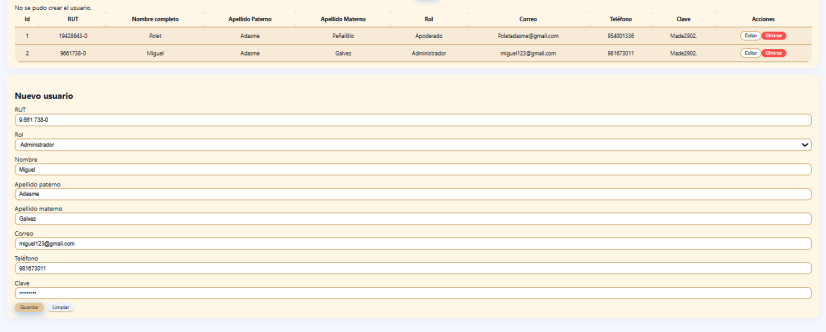 No se pudo crear el usuario.
Id RUT Nombre completo Apellido Paterno Apellido Materno Rol Correo Teléfono Clave Acciones
1 19428643-0 Polet Adasme Peñailillo Apoderado Poletadasme@gmail.com 954001336 Made2902. Editar Eliminar
2 9661738-0 Miguel Adasme Galvez Administrador miguel123@gmail.com 981673011 Made2902. Editar Eliminar
Nuevo usuario
RUT
9.661.738-0
Rol
Administrador
Nombre
Miguel
Apellido paterno
Adasme
Apellido materno
Galvez
Correo
miguel123@gmail.com
Teléfono
981673011
Clave
•••••••••
Guardar Limpiar